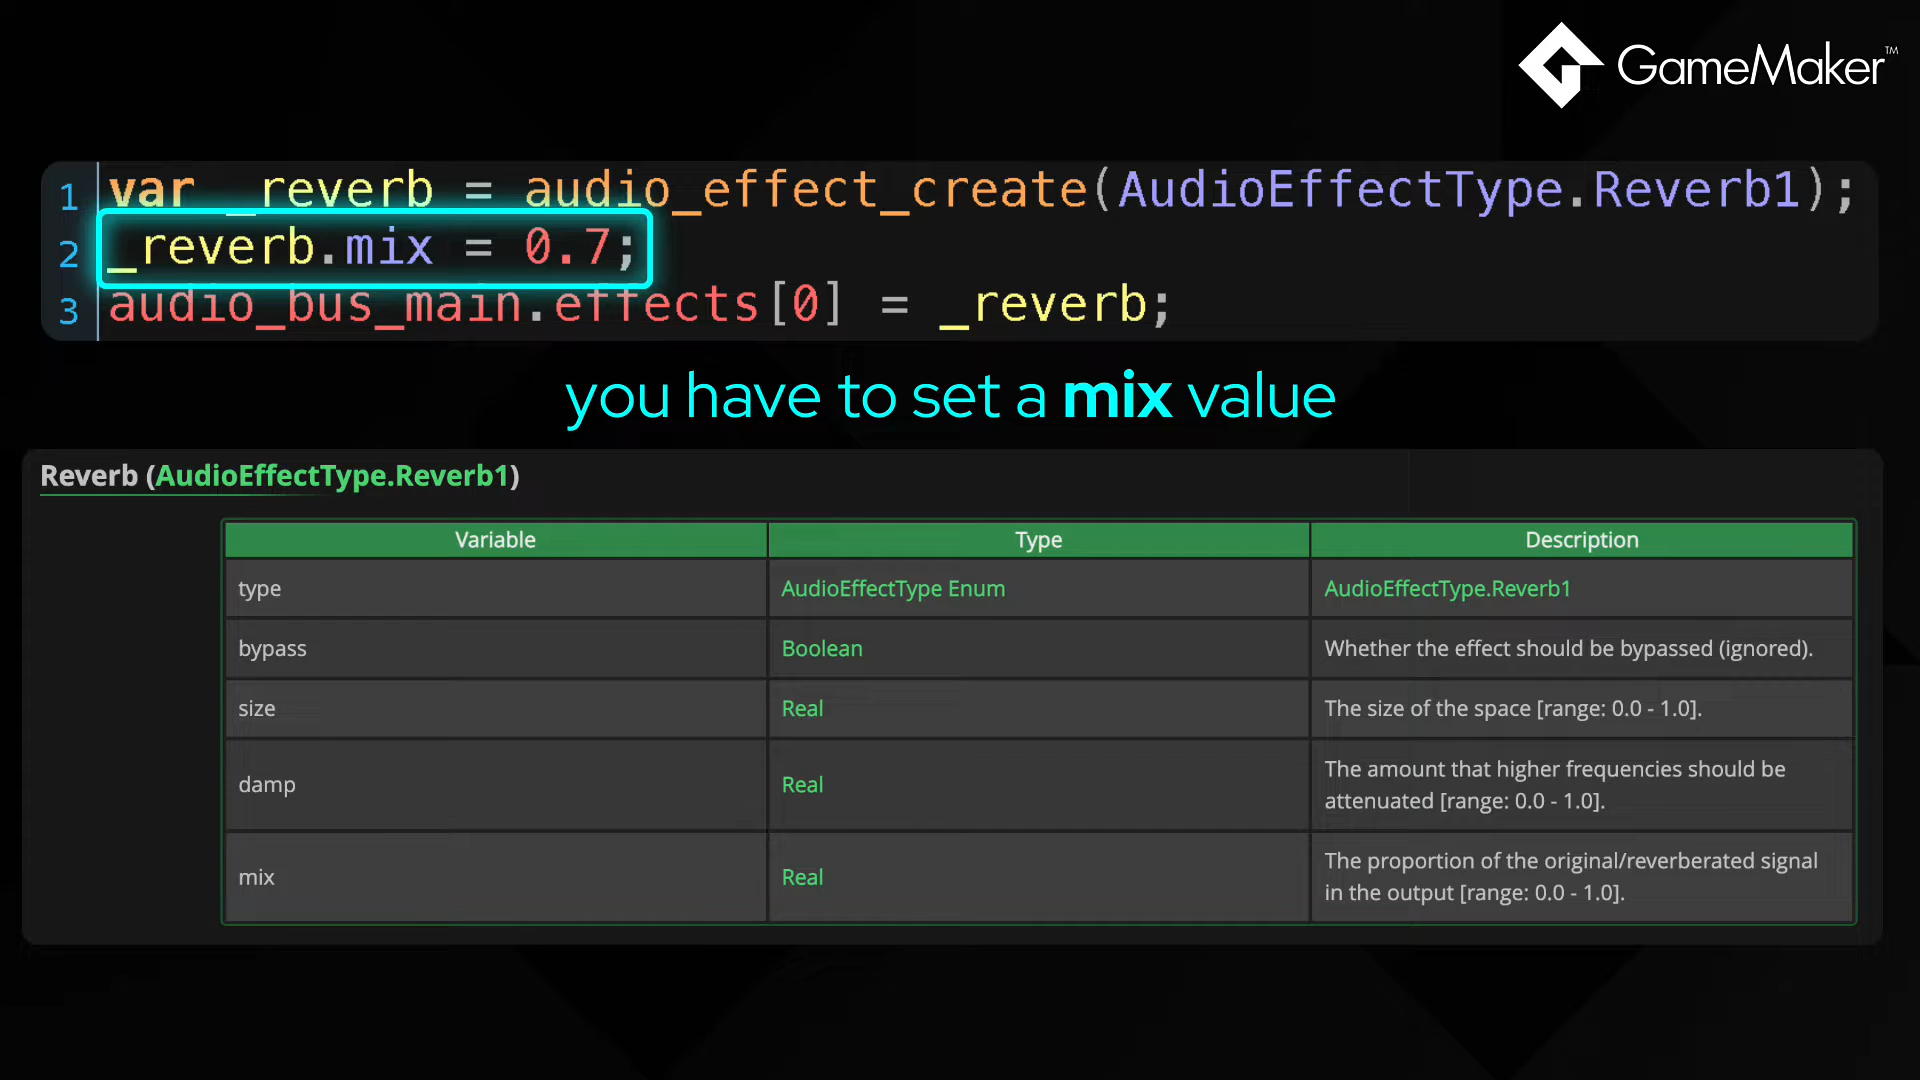 GameMaker™
1 var _reverb = audio_effect_create(AudioEffectType.Reverb1);
2 _reverb.mix = 0.7;
3 audio_bus_main.effects[0] = _reverb;
you have to set a mix value
Reverb (AudioEffectType.Reverb1)
Variable Type Description
type AudioEffectType Enum AudioEffectType.Reverb1
bypass Boolean Whether the effect should be bypassed (ignored).
size Real The size of the space [range: 0.0 - 1.0].
damp Real The amount that higher frequencies should be
attenuated [range: 0.0 - 1.0].
mix Real The proportion of the original/reverberated signal
in the output [range: 0.0 - 1.0].